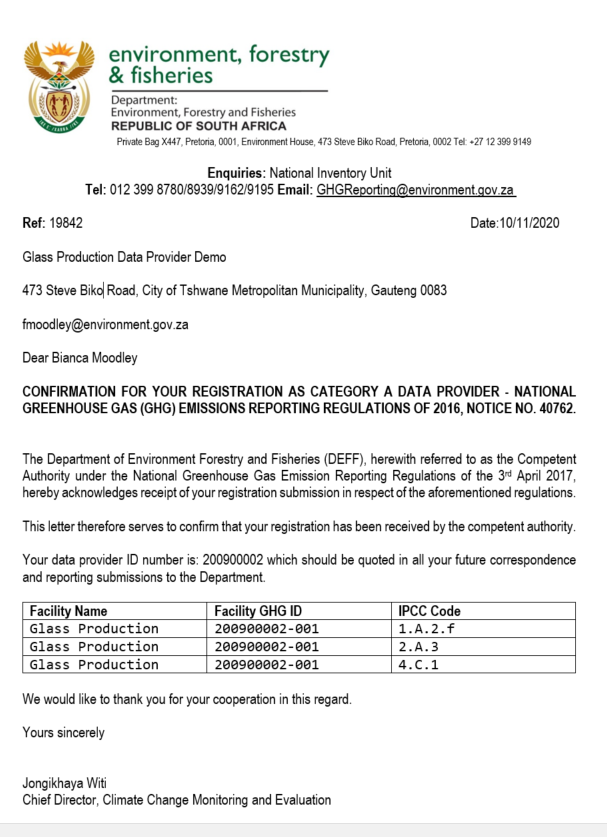 environment, forestry
& fisheries
Department:
Environment, Forestry and Fisheries
REPUBLIC OF SOUTH AFRICA
Private Bag X447, Pretoria, 0001, Environment House, 473 Steve Biko Road, Pretoria, 0002 Tel: +27 12 399 9149
Enquiries: National Inventory Unit
Tel: 012 399 8780/8939/9162/9195 Email: GHGReporting@environment.gov.za
Ref: 19842 Date:10/11/2020
Glass Production Data Provider Demo
473 Steve Biko Road, City of Tshwane Metropolitan Municipality, Gauteng 0083
fmoodley@environment.gov.za
Dear Bianca Moodley
CONFIRMATION FOR YOUR REGISTRATION AS CATEGORY A DATA PROVIDER - NATIONAL
GREENHOUSE GAS (GHG) EMISSIONS REPORTING REGULATIONS OF 2016, NOTICE NO. 40762.
The Department of Environment Forestry and Fisheries (DEFF), herewith referred to as the Competent
Authority under the National Greenhouse Gas Emission Reporting Regulations of the 3rd April 2017,
hereby acknowledges receipt of your registration submission in respect of the aforementioned regulations.
This letter therefore serves to confirm that your registration has been received by the competent authority.
Your data provider ID number is: 200900002 which should be quoted in all your future correspondence
and reporting submissions to the Department.
Facility Name Facility GHG ID IPCC Code
Glass Production 200900002-001 1.A.2.f
Glass Production 200900002-001 2.A.3
Glass Production 200900002-001 4.C.1
We would like to thank you for your cooperation in this regard.
Yours sincerely
Jongikhaya Witi
Chief Director, Climate Change Monitoring and Evaluation